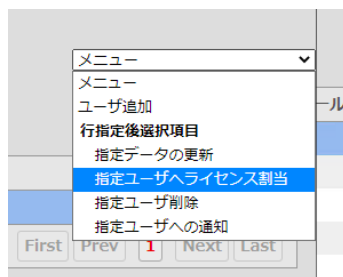 メニュー
メニュー
ユーザ追加
ール
行指定後選択項目
指定データの更新
指定ユーザへライセンス割当
指定ユーザ削除
指定ユーザへの通知
First Prev 1 Next Last